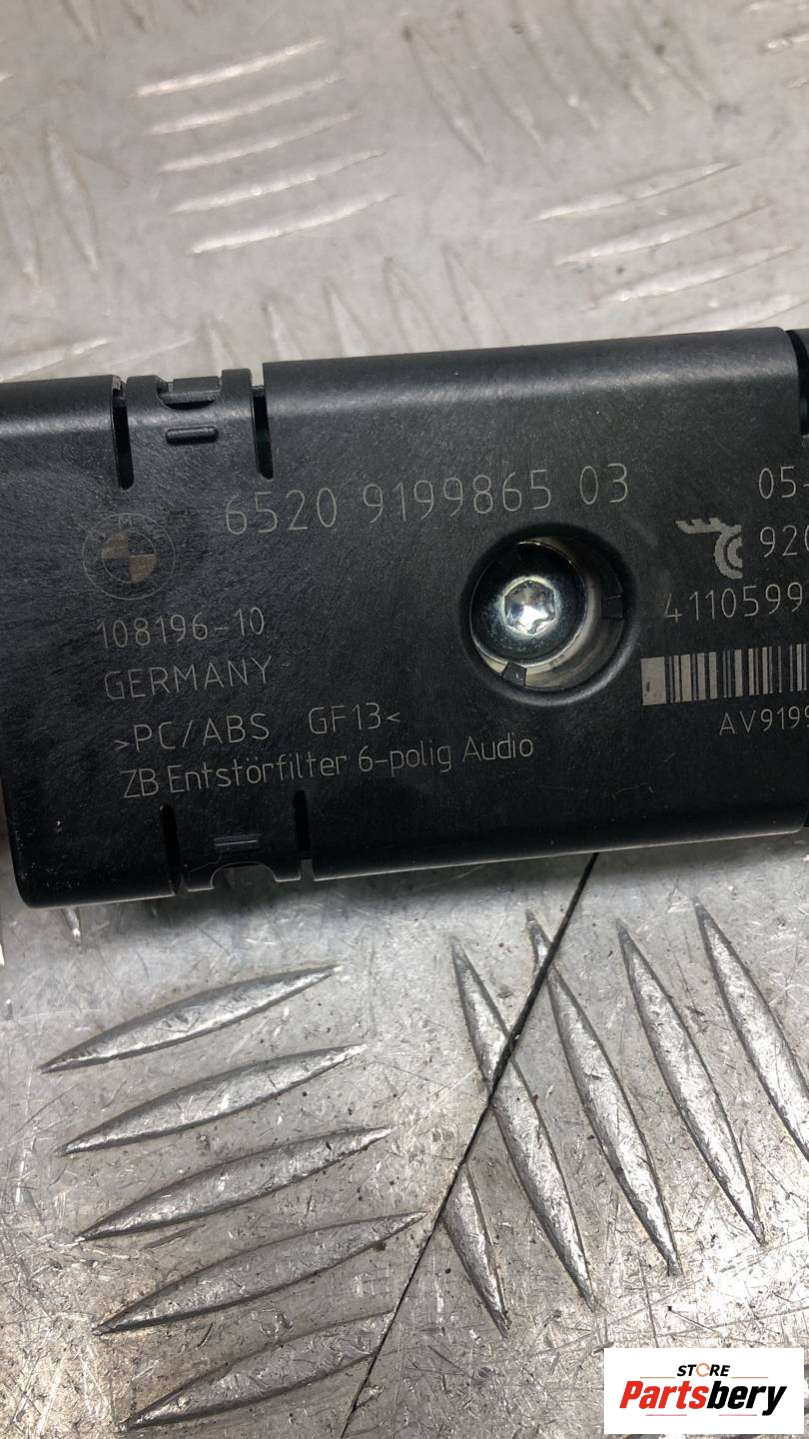 6520 9199865 03
05-
920
108196-10
4110599
GERMANY
>PC/ABS GF13<
AV9199
ZB Entstörfilter 6-polig Audio
STORE
Partsbery